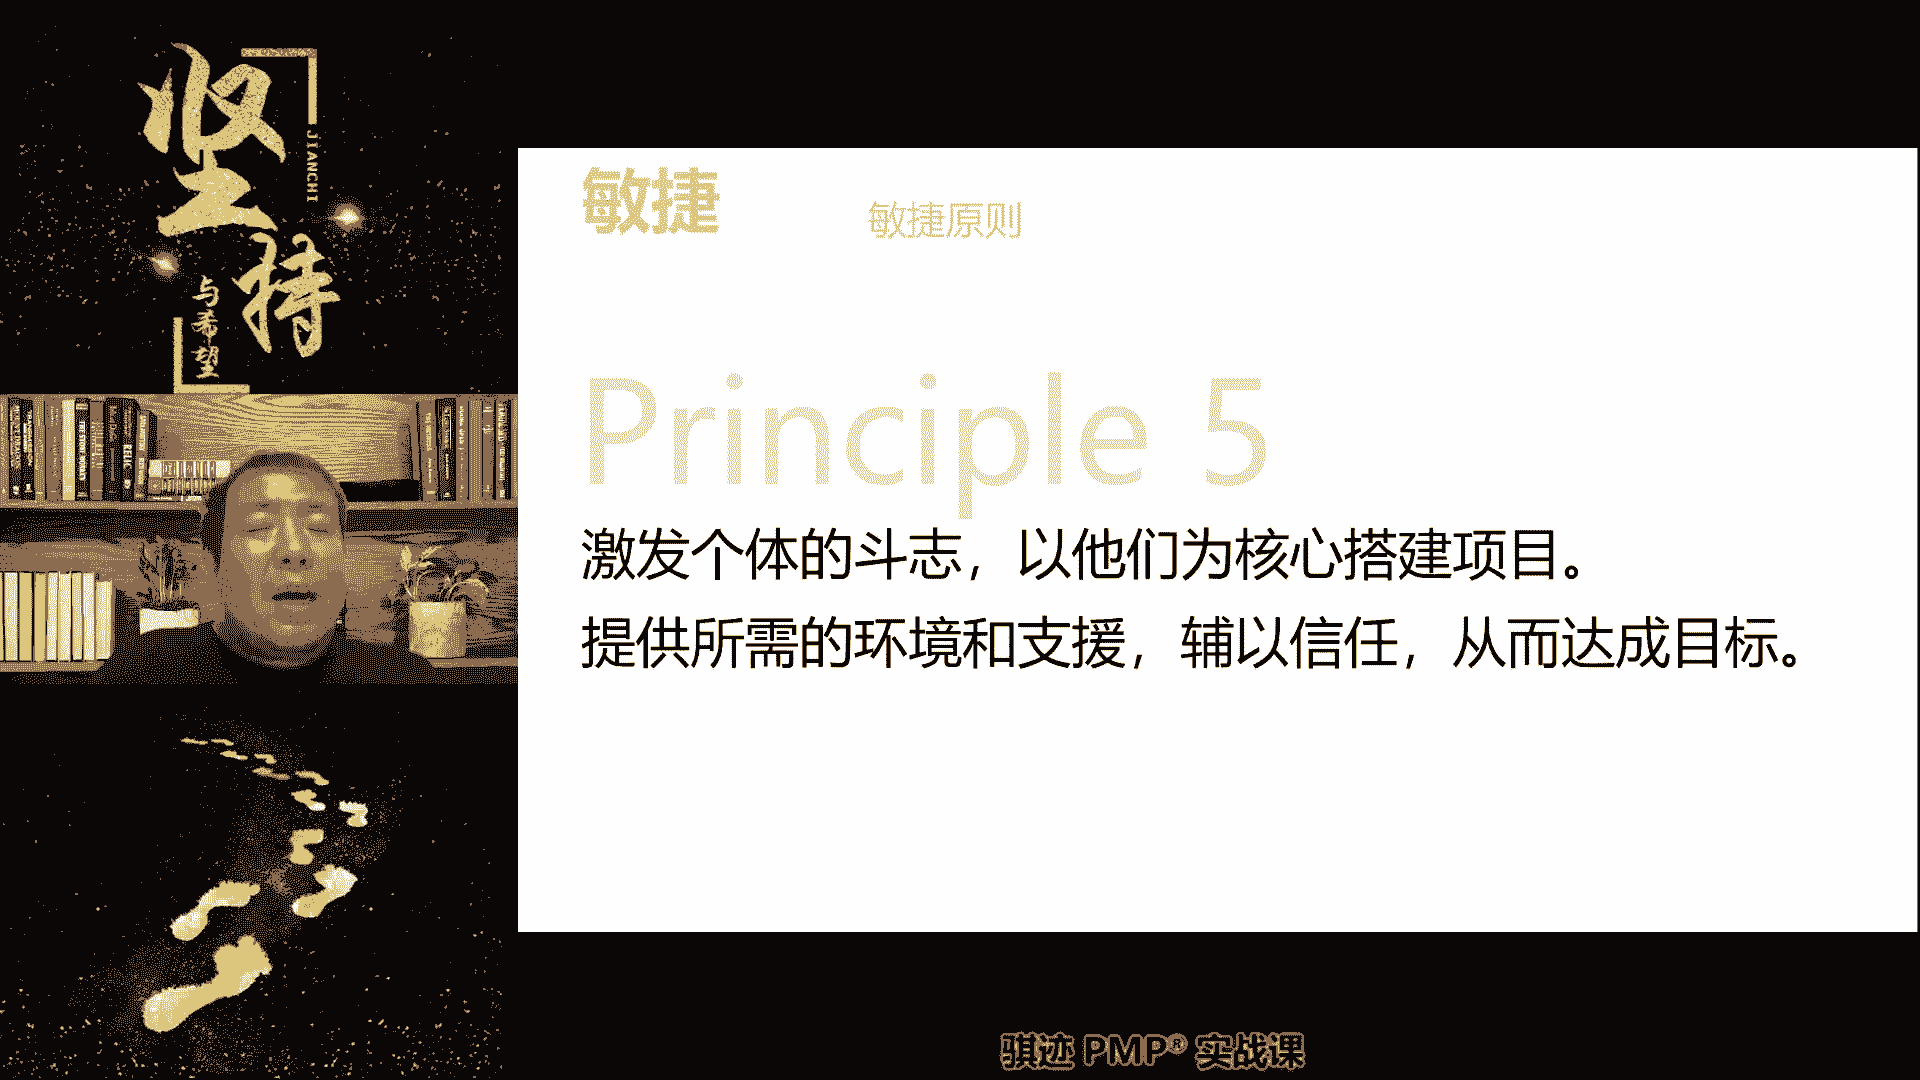 坚持
JIANCHI
与希望
敏捷
敏捷原则
Principle 5
激发个体的斗志，以他们为核心搭建项目。
提供所需的环境和支援，辅以信任，从而达成目标。
骐迹 PMP® 实战课